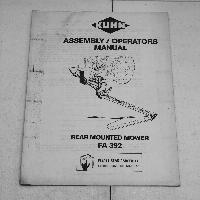 KUHN
ASSEMBLY / OPERATORS
MANUAL
REAR MOUNTED MOWER
FA 392